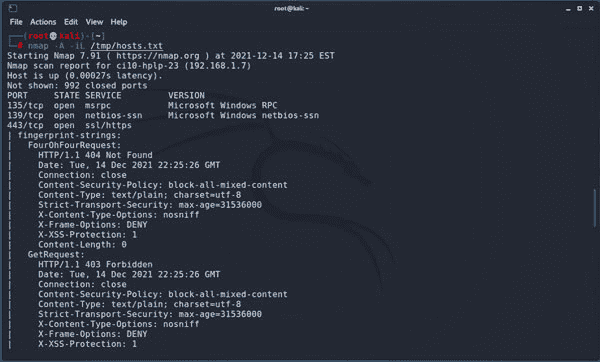 root@kali: ~
File Actions Edit View Help
(root💀kali)-[~]
# nmap -A -iL /tmp/hosts.txt
Starting Nmap 7.91 ( https://nmap.org ) at 2021-12-14 17:25 EST
Nmap scan report for ci10-hplp-23 (192.168.1.7)
Host is up (0.00027s latency).
Not shown: 992 closed ports
PORT    STATE SERVICE      VERSION
135/tcp open  msrpc        Microsoft Windows RPC
139/tcp open  netbios-ssn  Microsoft Windows netbios-ssn
443/tcp open  ssl/https
| fingerprint-strings:
|   FourOhFourRequest:
|     HTTP/1.1 404 Not Found
|     Date: Tue, 14 Dec 2021 22:25:26 GMT
|     Connection: close
|     Content-Security-Policy: block-all-mixed-content
|     Content-Type: text/plain; charset=utf-8
|     Strict-Transport-Security: max-age=31536000
|     X-Content-Type-Options: nosniff
|     X-Frame-Options: DENY
|     X-XSS-Protection: 1
|     Content-Length: 0
|   GetRequest:
|     HTTP/1.1 403 Forbidden
|     Date: Tue, 14 Dec 2021 22:25:26 GMT
|     Connection: close
|     Content-Security-Policy: block-all-mixed-content
|     Content-Type: text/plain; charset=utf-8
|     Strict-Transport-Security: max-age=31536000
|     X-Content-Type-Options: nosniff
|     X-Frame-Options: DENY
|     X-XSS-Protection: 1